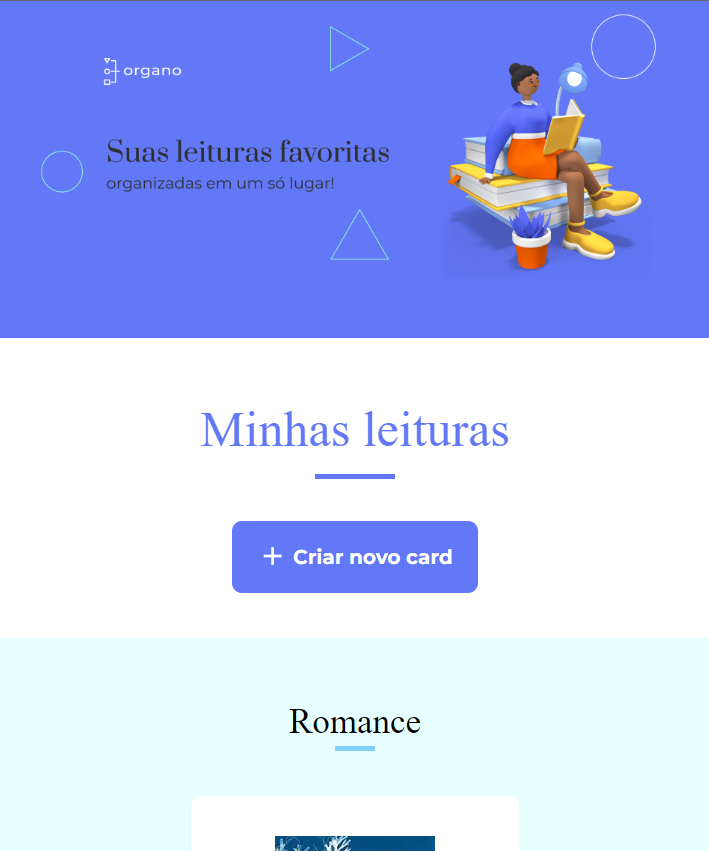 organo
Suas leituras favoritas
organizadas em um só lugar!
Minhas leituras
+ Criar novo card
Romance